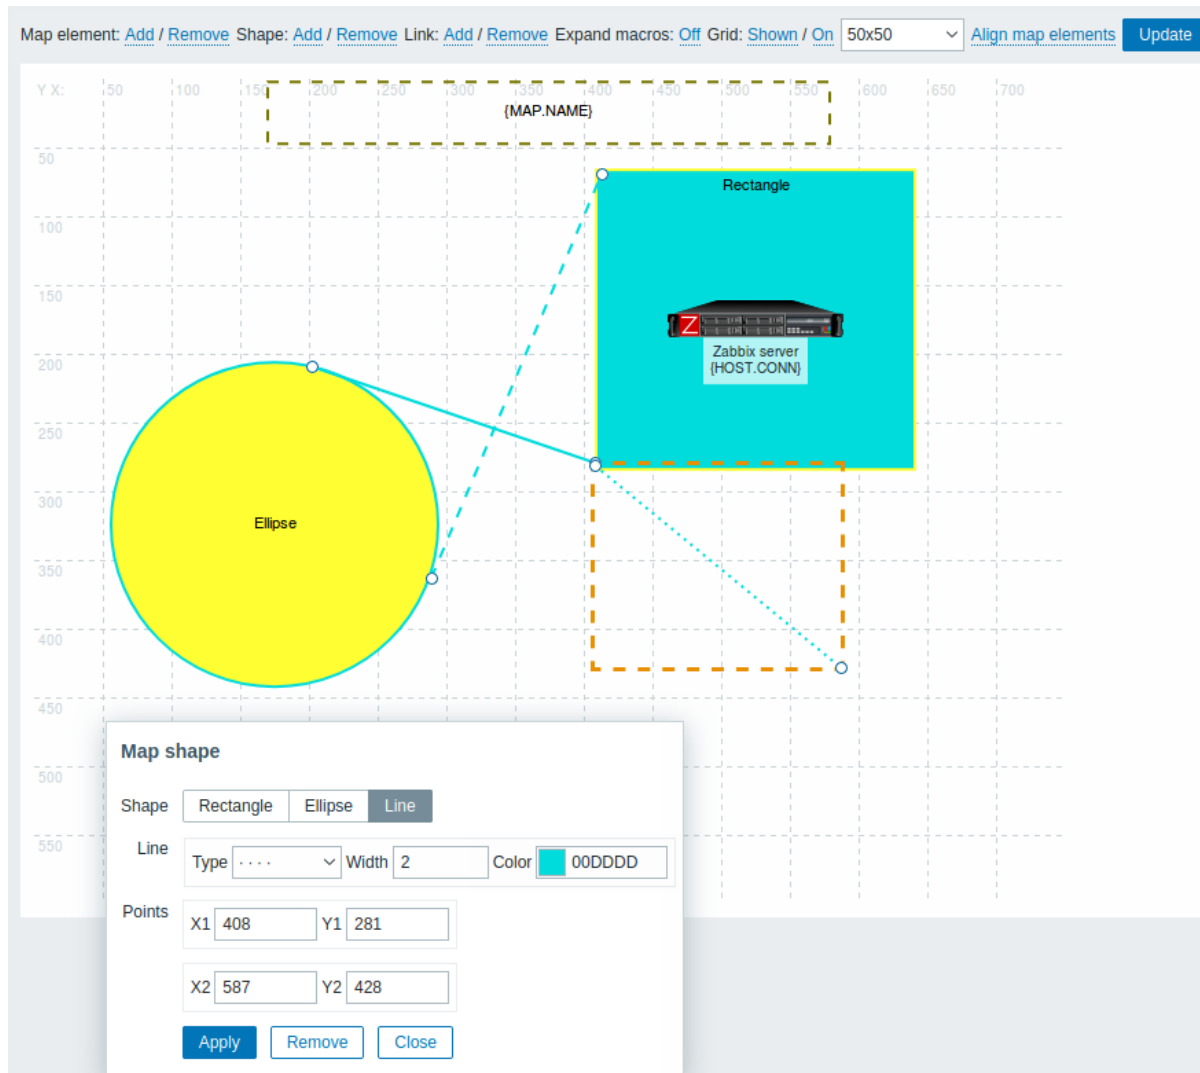 Map element: Add / Remove Shape: Add / Remove Link: Add / Remove Expand macros: Off Grid: Shown / On 50x50 Align map elements Update
Y X: 50 100 150 200 250 300 350 400 450 500 550 600 650 700
{MAP.NAME}
50
Rectangle
100
150
Z
Zabbix server
200
{HOST.CONN}
250
300
Ellipse
350
400
450
Map shape
500
Shape Rectangle Ellipse Line
550
Line Type Width 2 Color 00DDDD
Points X1 408 Y1 281
X2 587 Y2 428
Apply Remove Close